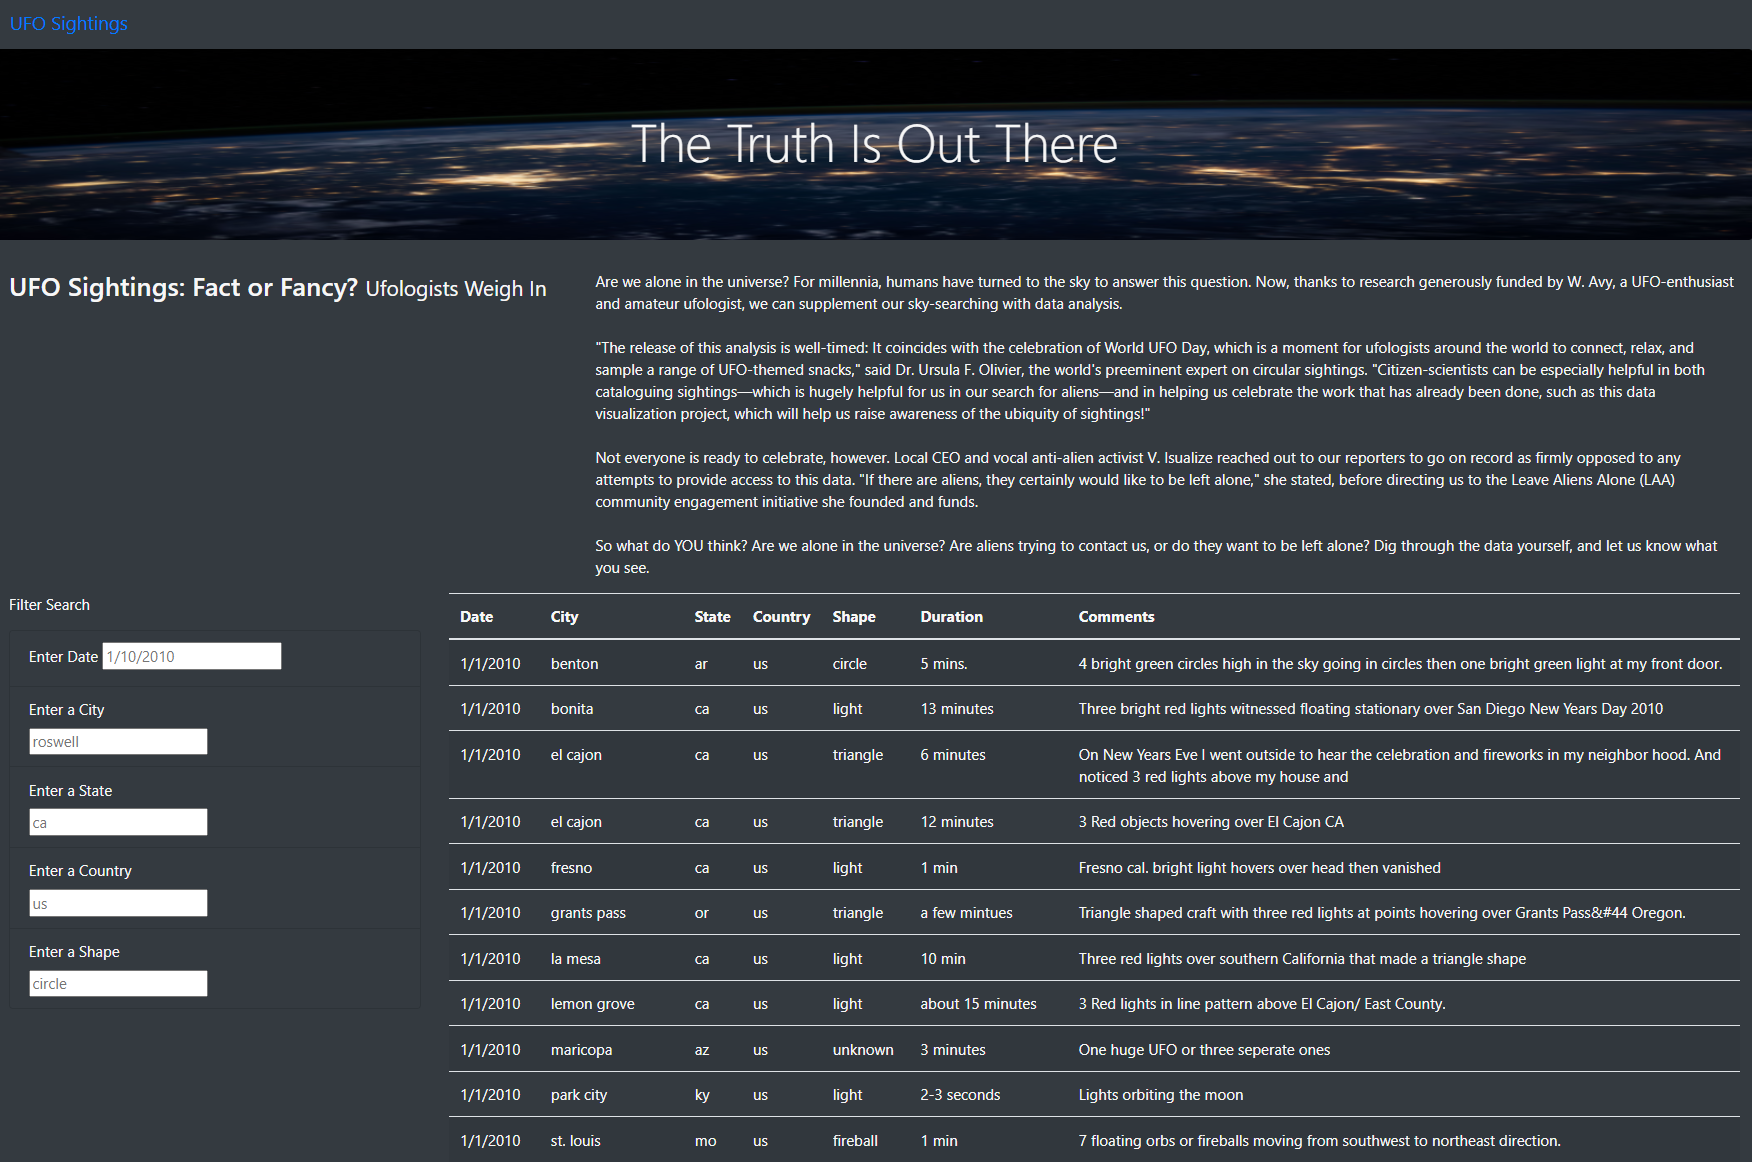 UFO Sightings
The Truth Is Out There
UFO Sightings: Fact or Fancy? Ufologists Weigh In
Are we alone in the universe? For millennia, humans have turned to the sky to answer this question. Now, thanks to research generously funded by W. Avy, a UFO-enthusiast
and amateur ufologist, we can supplement our sky-searching with data analysis.
"The release of this analysis is well-timed: It coincides with the celebration of World UFO Day, which is a moment for ufologists around the world to connect, relax, and
sample a range of UFO-themed snacks," said Dr. Ursula F. Olivier, the world's preeminent expert on circular sightings. "Citizen-scientists can be especially helpful in both
cataloguing sightings—which is hugely helpful for us in our search for aliens—and in helping us celebrate the work that has already been done, such as this data
visualization project, which will help us raise awareness of the ubiquity of sightings!"
Not everyone is ready to celebrate, however. Local CEO and vocal anti-alien activist V. Isualize reached out to our reporters to go on record as firmly opposed to any
attempts to provide access to this data. "If there are aliens, they certainly would like to be left alone," she stated, before directing us to the Leave Aliens Alone (LAA)
community engagement initiative she founded and funds.
So what do YOU think? Are we alone in the universe? Are aliens trying to contact us, or do they want to be left alone? Dig through the data yourself, and let us know what
you see.
Filter Search
Enter Date 1/10/2010
Enter a City
roswell
Enter a State
ca
Enter a Country
us
Enter a Shape
circle
Date City State Country Shape Duration Comments
1/1/2010 benton ar us circle 5 mins. 4 bright green circles high in the sky going in circles then one bright green light at my front door.
1/1/2010 bonita ca us light 13 minutes Three bright red lights witnessed floating stationary over San Diego New Years Day 2010
1/1/2010 el cajon ca us triangle 6 minutes On New Years Eve I went outside to hear the celebration and fireworks in my neighbor hood. And
noticed 3 red lights above my house and
1/1/2010 el cajon ca us triangle 12 minutes 3 Red objects hovering over El Cajon CA
1/1/2010 fresno ca us light 1 min Fresno cal. bright light hovers over head then vanished
1/1/2010 grants pass or us triangle a few mintues Triangle shaped craft with three red lights at points hovering over Grants Pass&#44 Oregon.
1/1/2010 la mesa ca us light 10 min Three red lights over southern California that made a triangle shape
1/1/2010 lemon grove ca us light about 15 minutes 3 Red lights in line pattern above El Cajon/ East County.
1/1/2010 maricopa az us unknown 3 minutes One huge UFO or three seperate ones
1/1/2010 park city ky us light 2-3 seconds Lights orbiting the moon
1/1/2010 st. louis mo us fireball 1 min 7 floating orbs or fireballs moving from southwest to northeast direction.